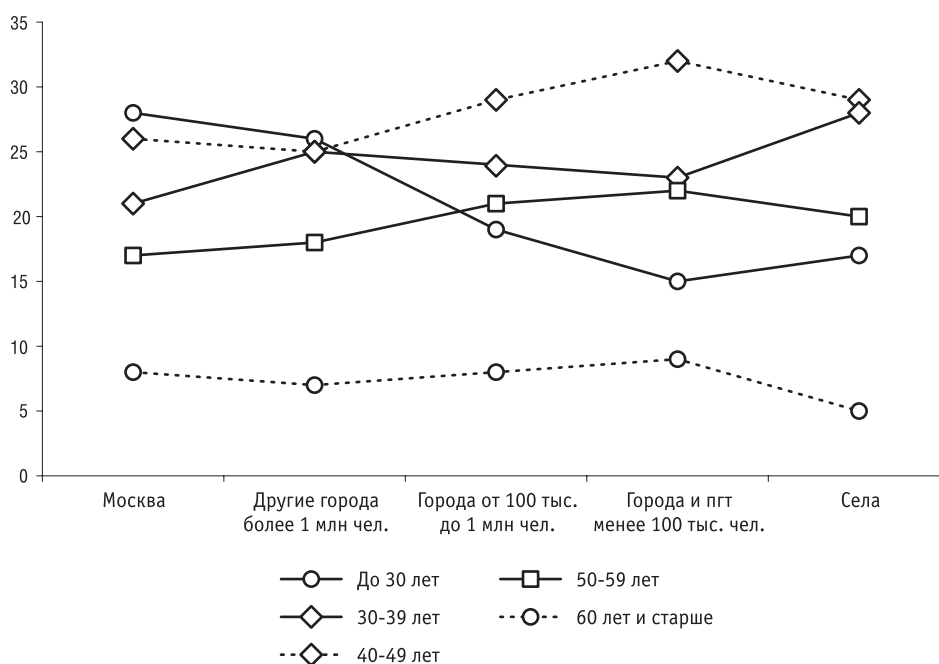 35
30
25
20
15
10
5
0
Москва
Другие города
более 1 млн чел.
Города от 100 тыс.
до 1 млн чел.
Города и пгт
менее 100 тыс. чел.
Села
До 30 лет
50-59 лет
30-39 лет
60 лет и старше
40-49 лет